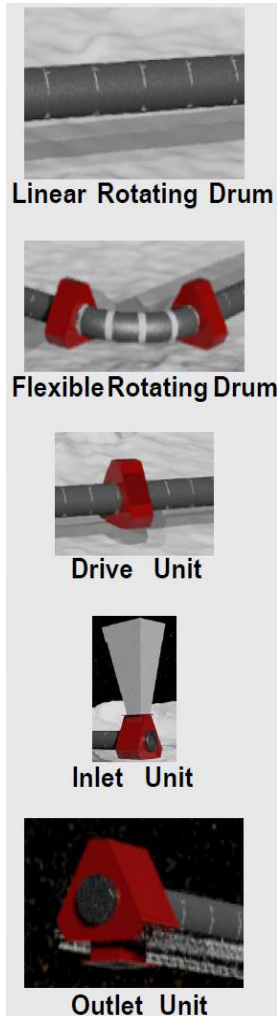 Linear Rotating Drum
Flexible Rotating Drum
Drive Unit
Inlet Unit
Outlet Unit